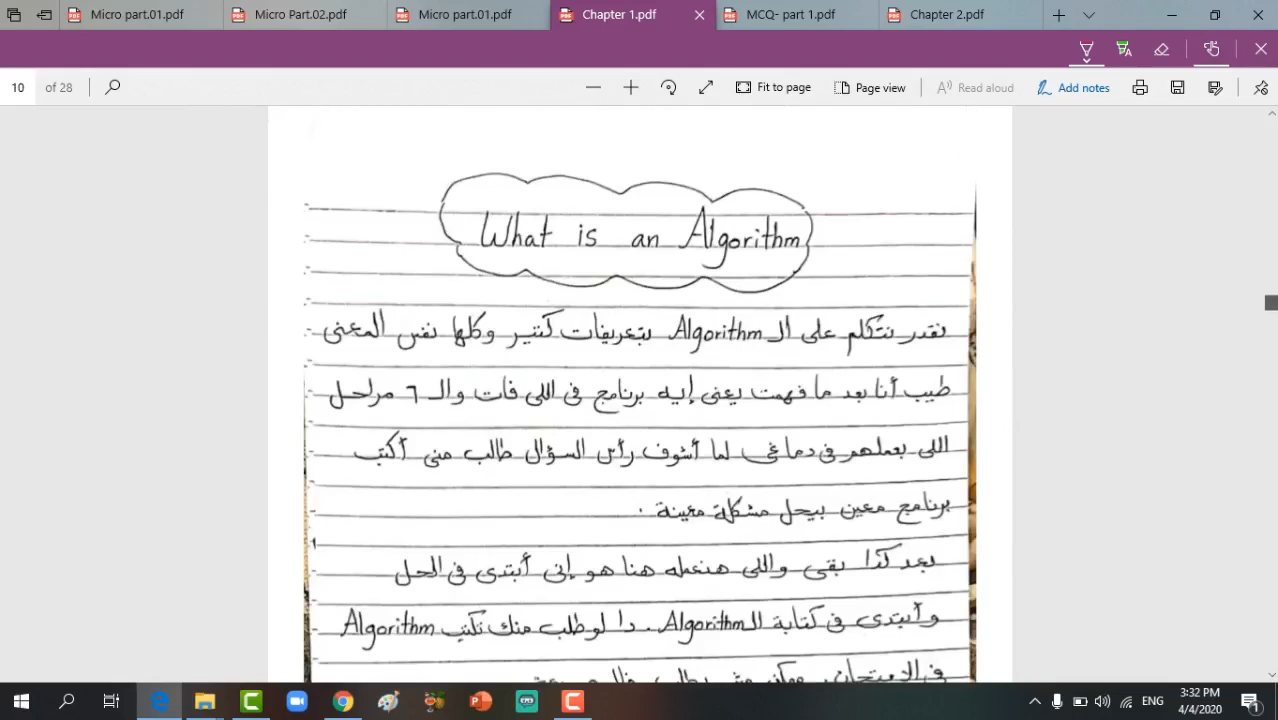 Micro part.01.pdf
Micro Part.02.pdf
Micro part.01.pdf
Chapter 1.pdf
MCQ- part 1.pdf
Chapter 2.pdf
10 of 28
Fit to page
Page view
Read aloud
Add notes
What is an Algorithm
نقدر نتكلم على الـ Algorithm بتعريفات كتير وكلها نفس المعنى
طيب أنا بعد ما فهمت يعنى إيه برنامج فى اللى فات والـ ٦ مراحل
اللى بعملهم فى دماغى لما أشوف رأس السؤال طالب منى أكتب
برنامج معين بيحل مشكلة معينة .
بعد كدا بقى واللى هنعمله هنا هو إنى أبتدى فى الحل
وأبتدى فى كتابة الـ Algorithm . دا لو طلب منك تكتب Algorithm
فى الامتحان
ENG
3:32 PM
4/4/2020
1